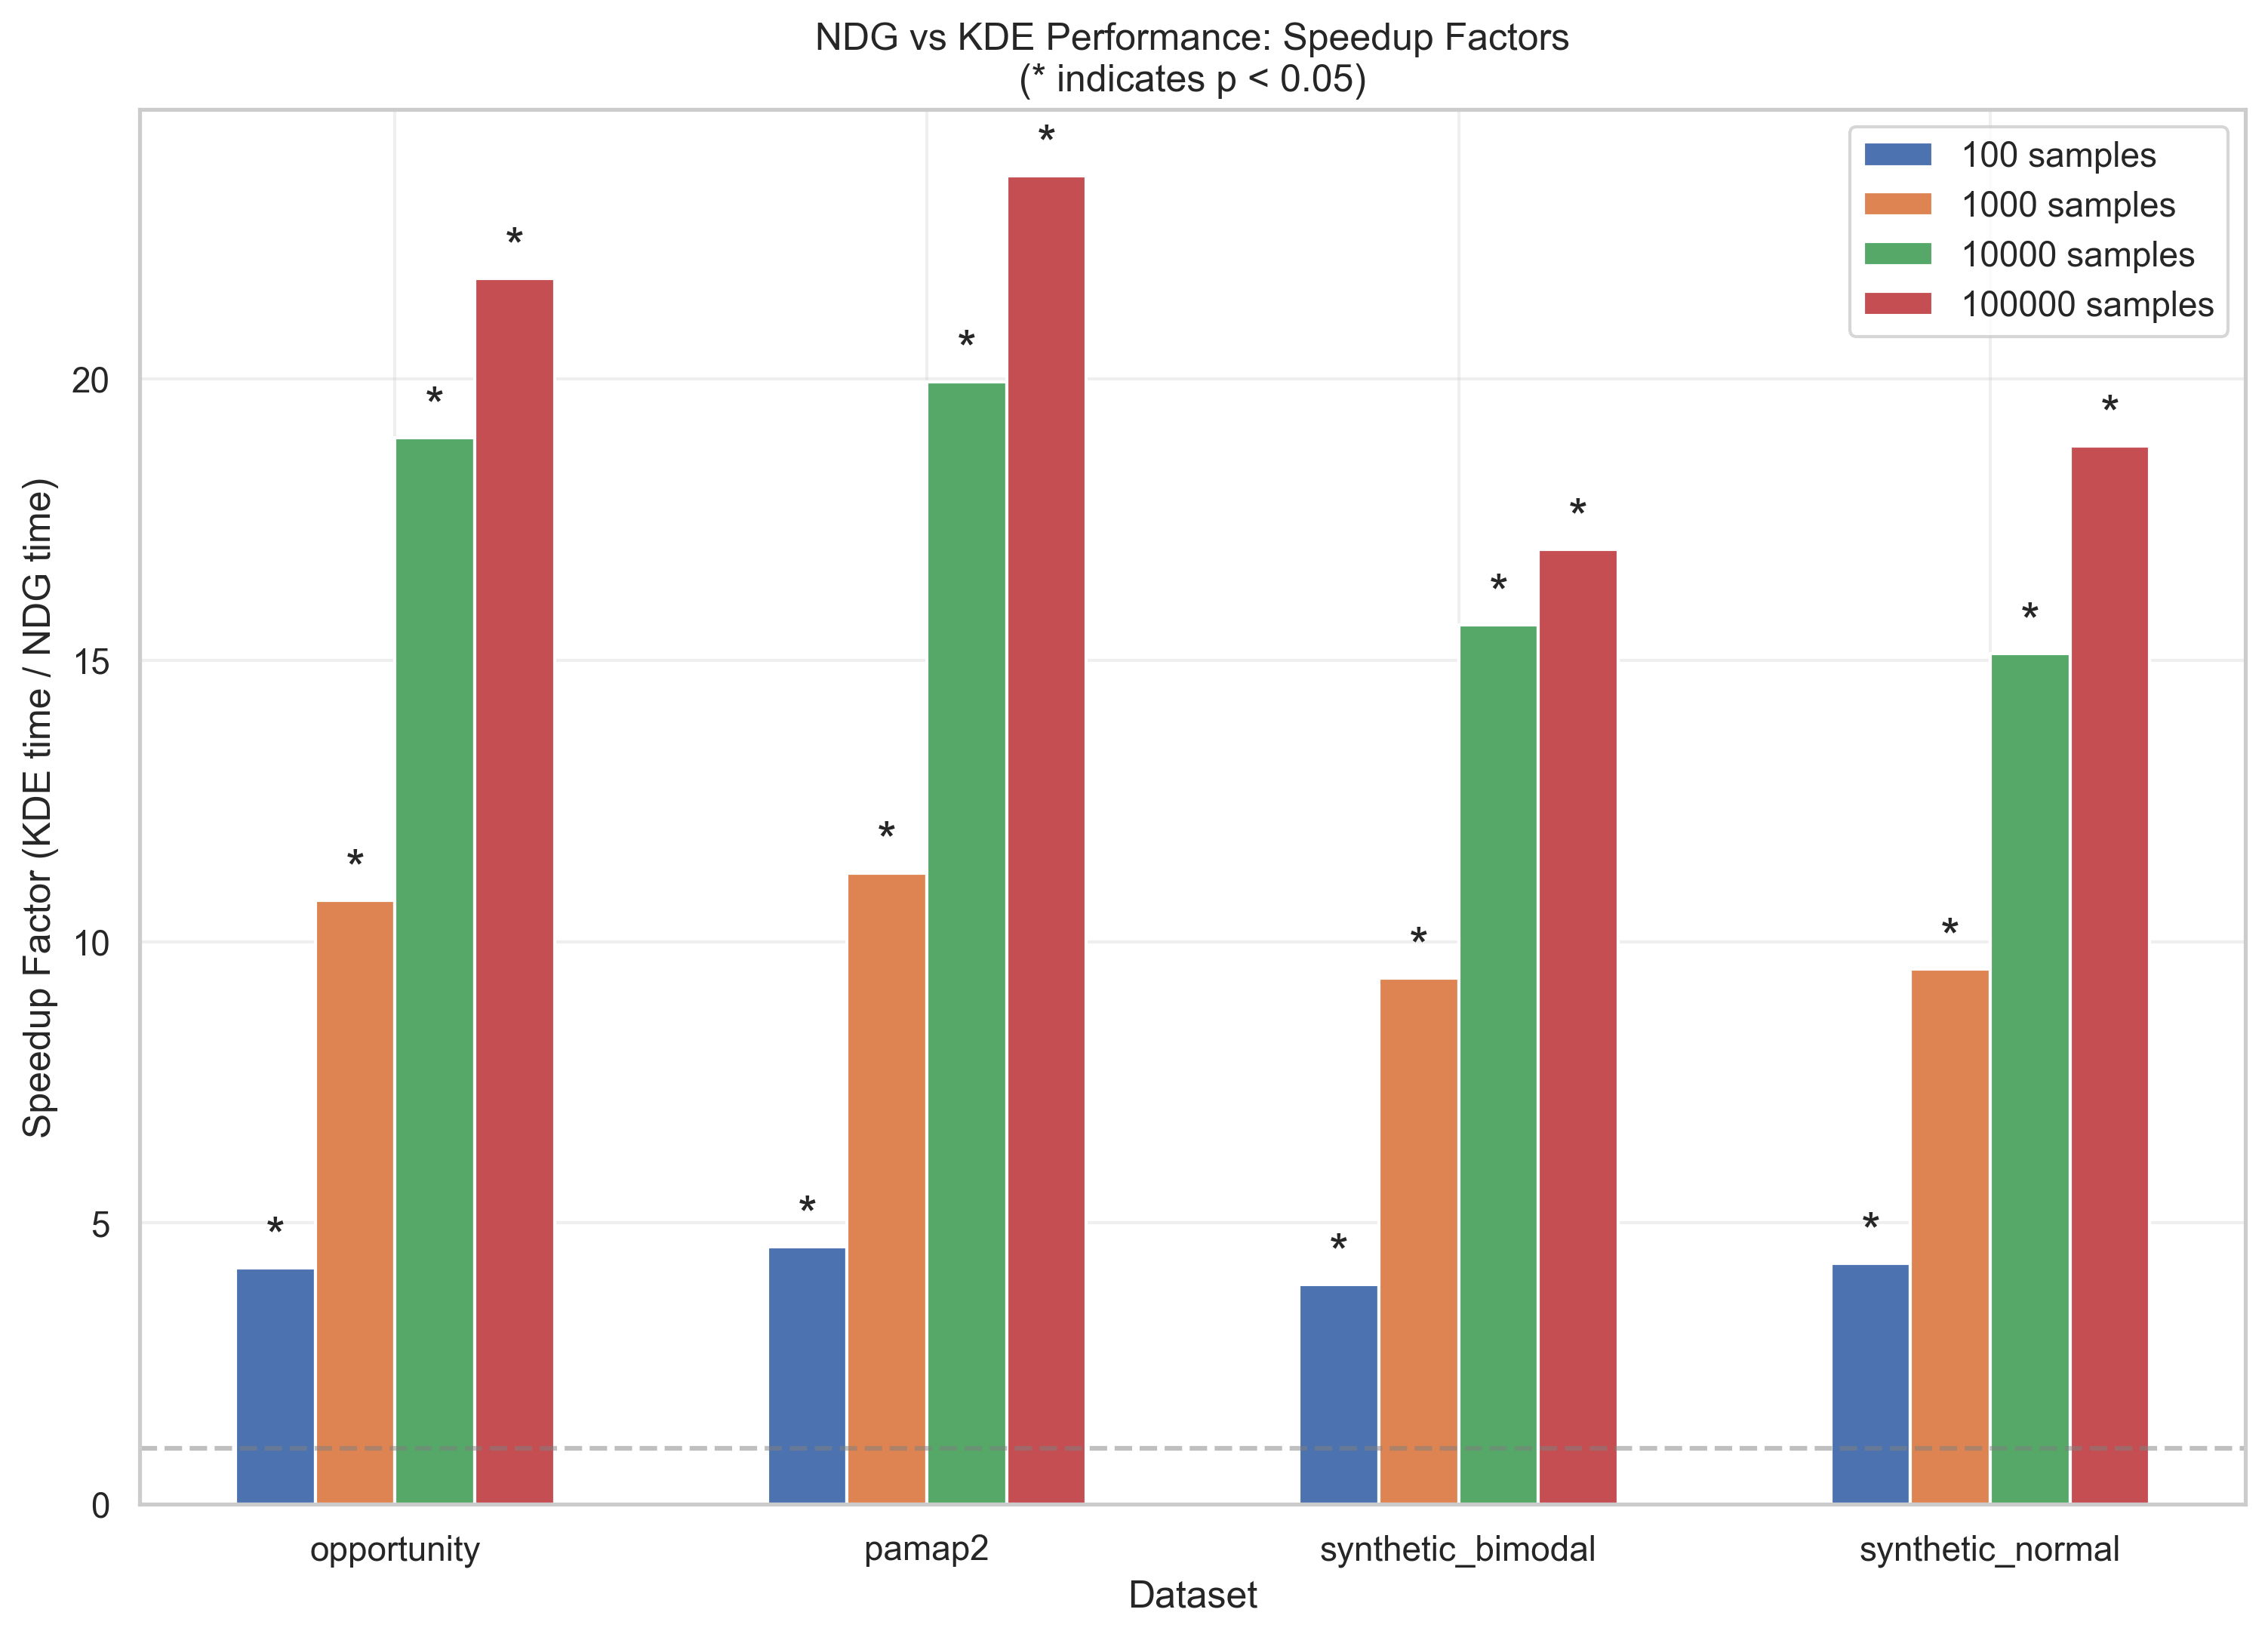 NDG vs KDE Performance: Speedup Factors
(* indicates p < 0.05)
100 samples
1000 samples
10000 samples
100000 samples
Speedup Factor (KDE time / NDG time)
20
15
10
5
0
* * * *
* * * *
* * * *
* * * *
opportunity pamap2 synthetic_bimodal synthetic_normal
Dataset